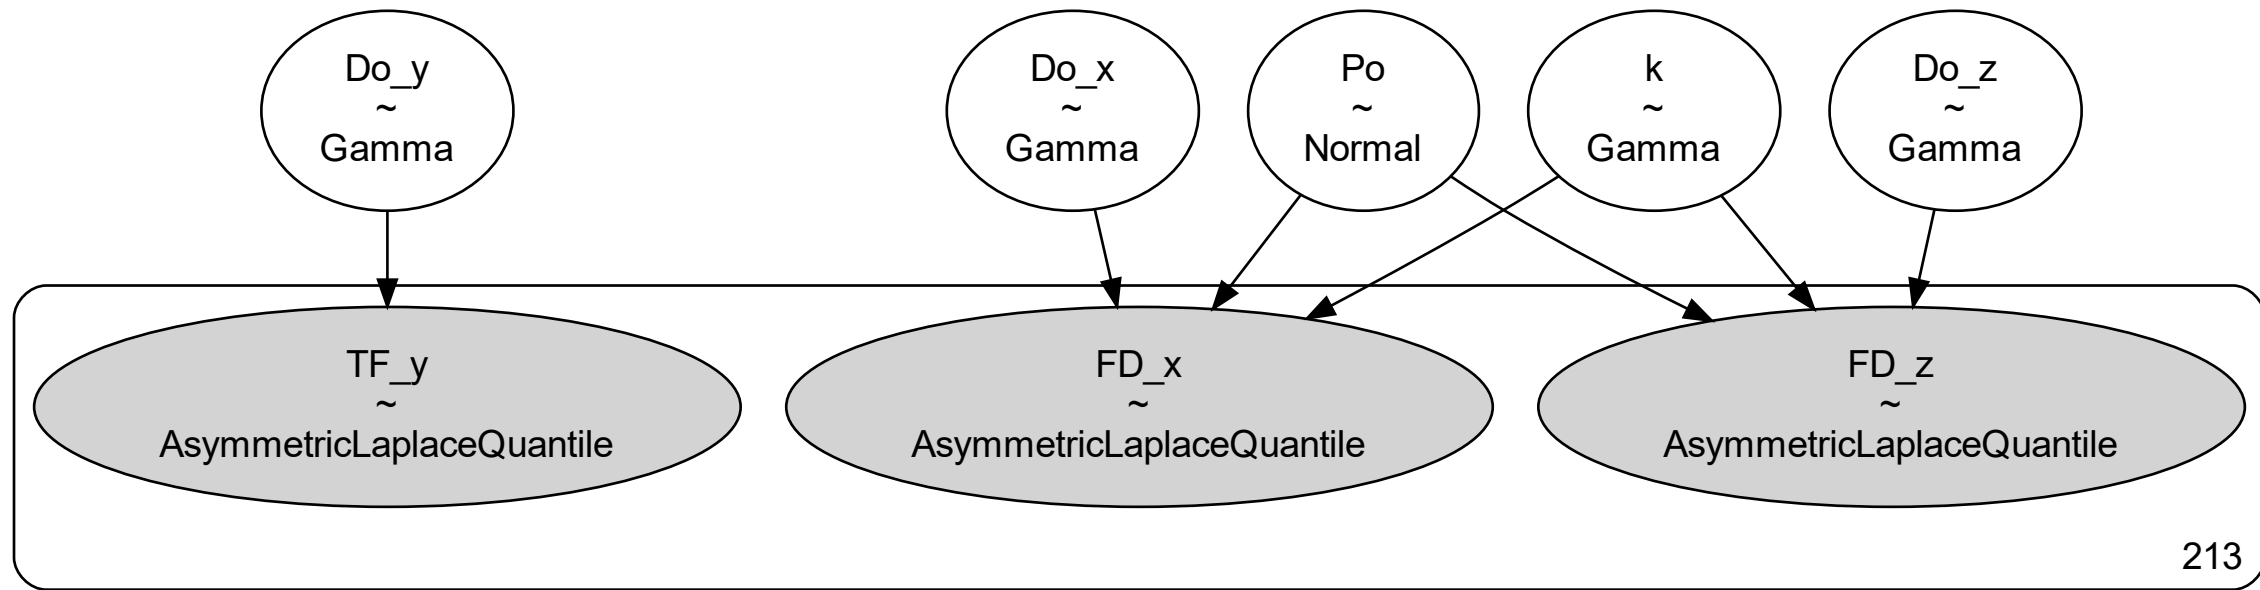 Do_y
~
Gamma
Do_x
~
Gamma
Po
~
Normal
k
~
Gamma
Do_z
~
Gamma
TF_y
~
AsymmetricLaplaceQuantile
FD_x
~
AsymmetricLaplaceQuantile
FD_z
~
AsymmetricLaplaceQuantile
213